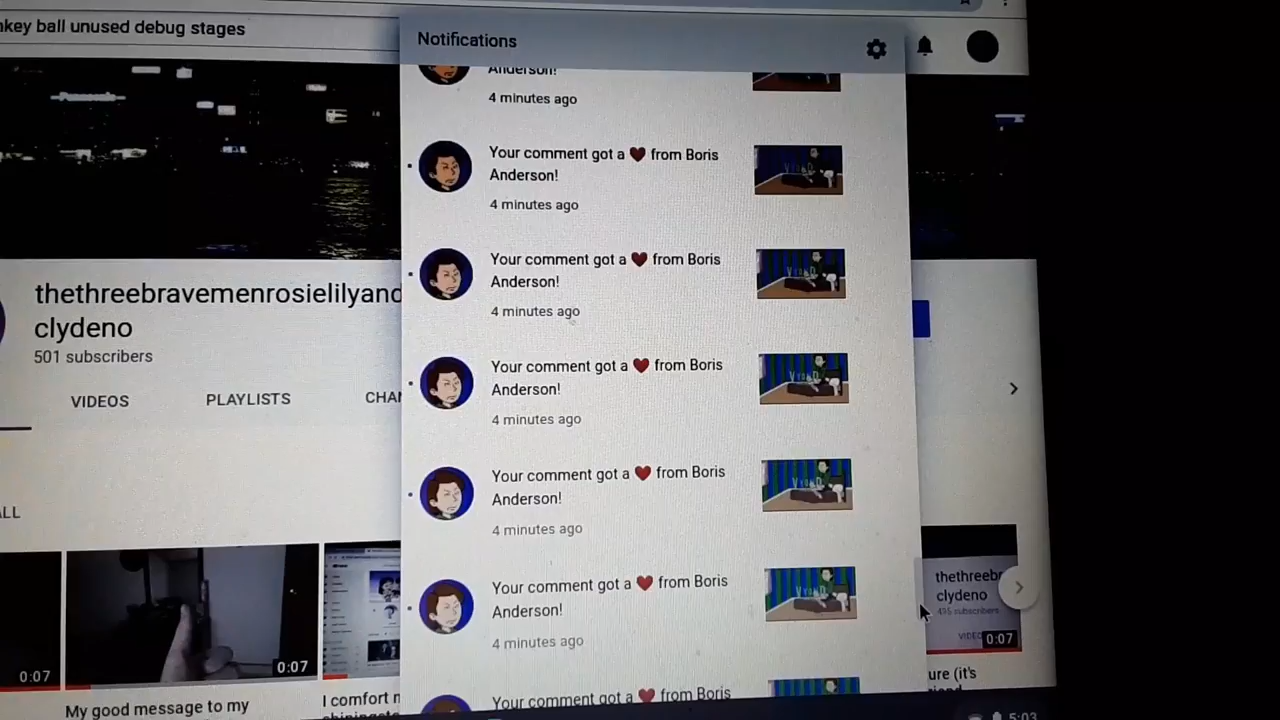 nkey ball unused debug stages
Notifications
Panasonic
Anderson!
4 minutes ago
Your comment got a ❤ from Boris
Anderson!
4 minutes ago
Your comment got a ❤ from Boris
Anderson!
4 minutes ago
Your comment got a ❤ from Boris
Anderson!
4 minutes ago
Your comment got a ❤ from Boris
Anderson!
4 minutes ago
Your comment got a ❤ from Boris
Anderson!
4 minutes ago
Your comment got a ❤ from Boris
thethreebravemenrosielilyand
clydeno
501 subscribers
VIDEOS
PLAYLISTS
CHA
ALL
0:07
0:07
My good message to my
I comfort
thethreebr
clydeno
495 subscribers
0:07
ure (it's
5:03